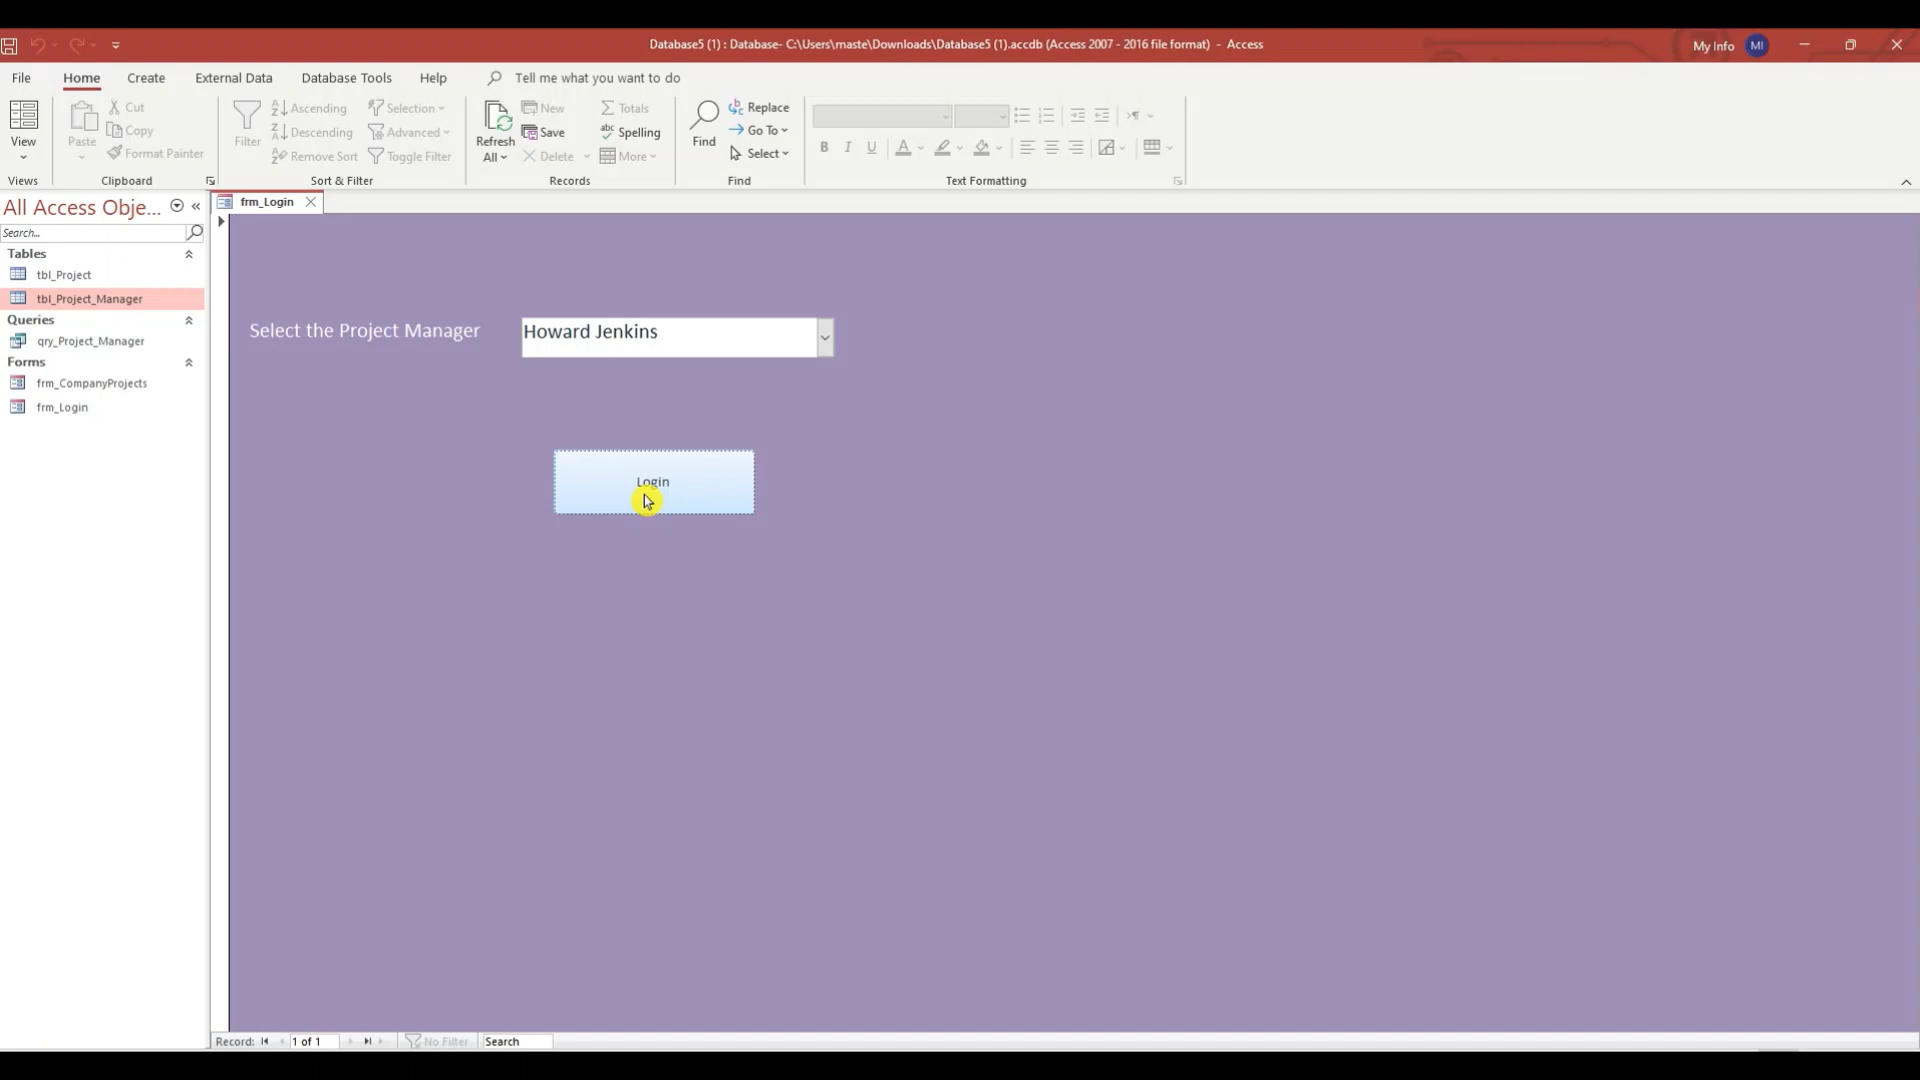 Database5 (1) : Database- C:\Users\maste\Downloads\Database5 (1).accdb (Access 2007 - 2016 file format) - Access
My Info MI
File Home Create External Data Database Tools Help Tell me what you want to do
View
Views
Paste
Cut
Copy
Format Painter
Clipboard
Filter
Ascending
Descending
Remove Sort
Selection
Advanced
Toggle Filter
Sort & Filter
Refresh
All
New
Save
Delete
Totals
Spelling
More
Records
Find
Replace
Go To
Select
Find
B I U
Text Formatting
All Access Obje...
Search...
Tables
tbl_Project
tbl_Project_Manager
Queries
qry_Project_Manager
Forms
frm_CompanyProjects
frm_Login
frm_Login
Select the Project Manager
Howard Jenkins
Login
Record: 1 of 1 No Filter Search